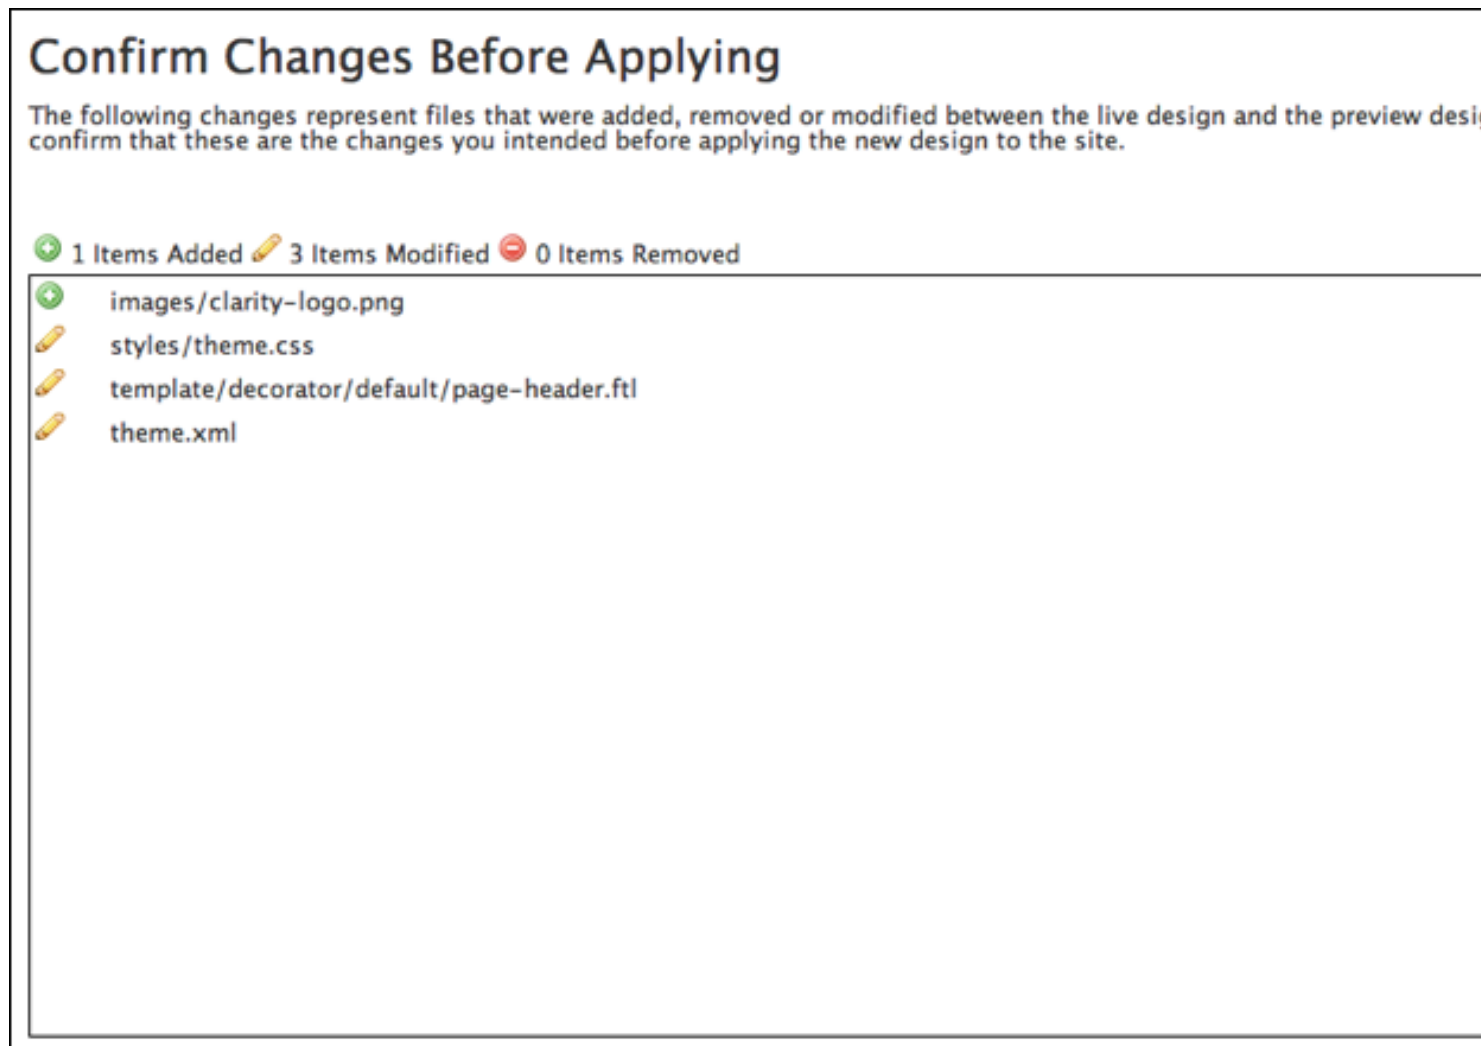 Confirm Changes Before Applying
The following changes represent files that were added, removed or modified between the live design and the preview
confirm that these are the changes you intended before applying the new design to the site.
1 Items Added 3 Items Modified 0 Items Removed
images/clarity-logo.png
styles/theme.css
template/decorator/default/page-header.ftl
theme.xml